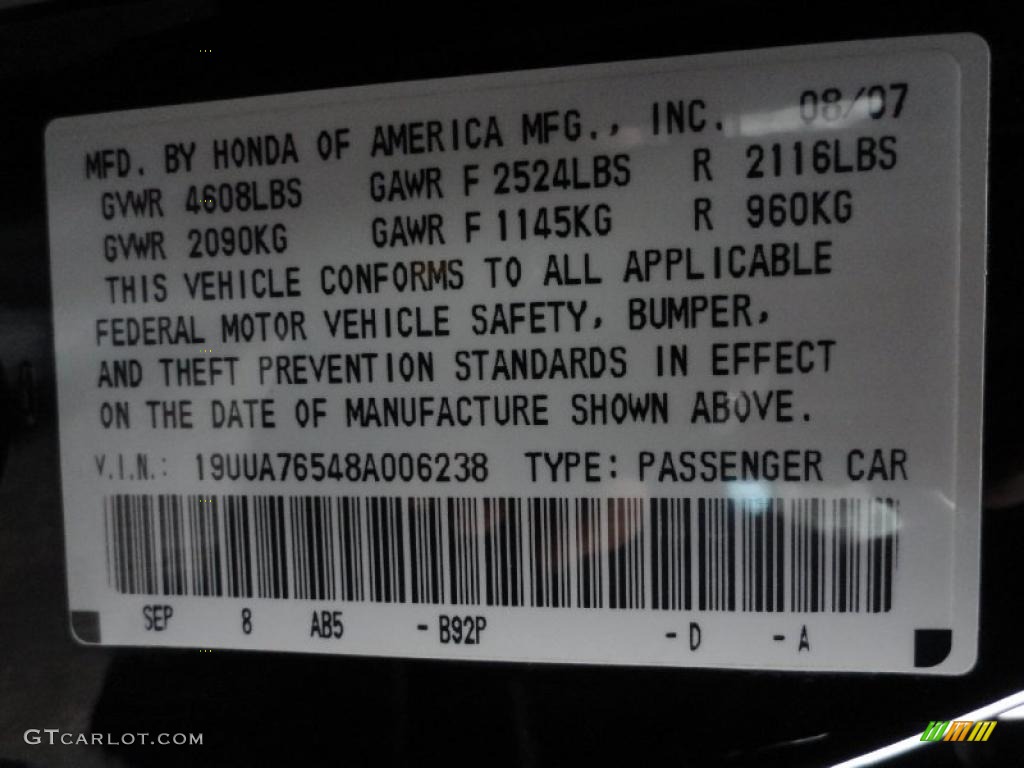 MFD. BY HONDA OF AMERICA MFG., INC. 08/07
GVWR 4608LBS GAWR F 2524LBS R 2116LBS
GVWR 2090KG GAWR F 1145KG R 960KG
THIS VEHICLE CONFORMS TO ALL APPLICABLE
FEDERAL MOTOR VEHICLE SAFETY, BUMPER,
AND THEFT PREVENTION STANDARDS IN EFFECT
ON THE DATE OF MANUFACTURE SHOWN ABOVE.
V.I.N.: 19UUA76548A006238 TYPE: PASSENGER CAR
SEP 8 AB5 - B92P - D - A
GTCARLOT.COM